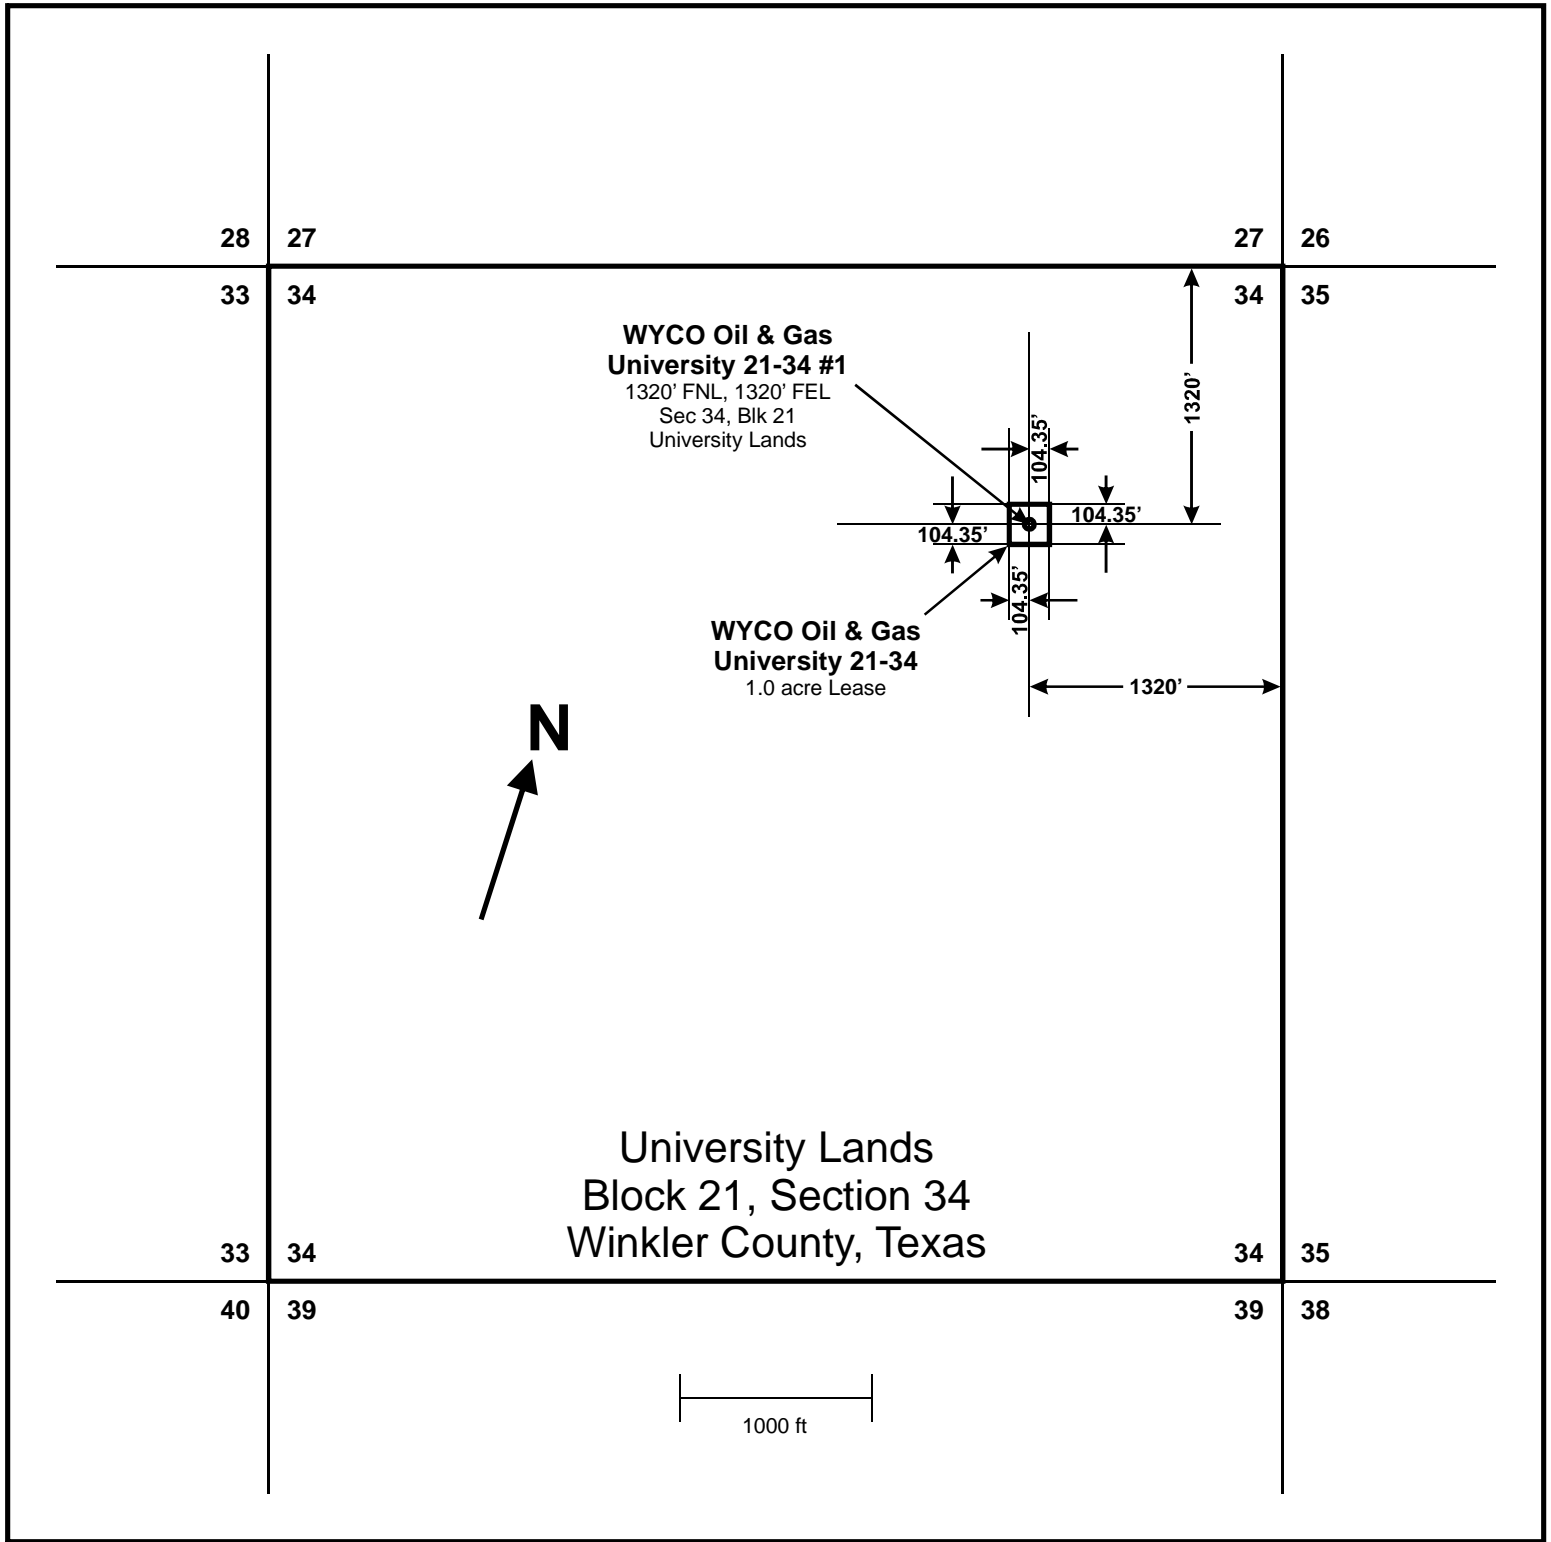 28 27
27 26
33 34
34 35
WYCO Oil & Gas
University 21-34 #1
1320’ FNL, 1320’ FEL
Sec 34, Blk 21
University Lands
1320’
104.35’
104.35’
104.35’
104.35’
WYCO Oil & Gas
University 21-34
1.0 acre Lease
1320’
N
University Lands
Block 21, Section 34
Winkler County, Texas
33 34
34 35
40 39
39 38
1000 ft